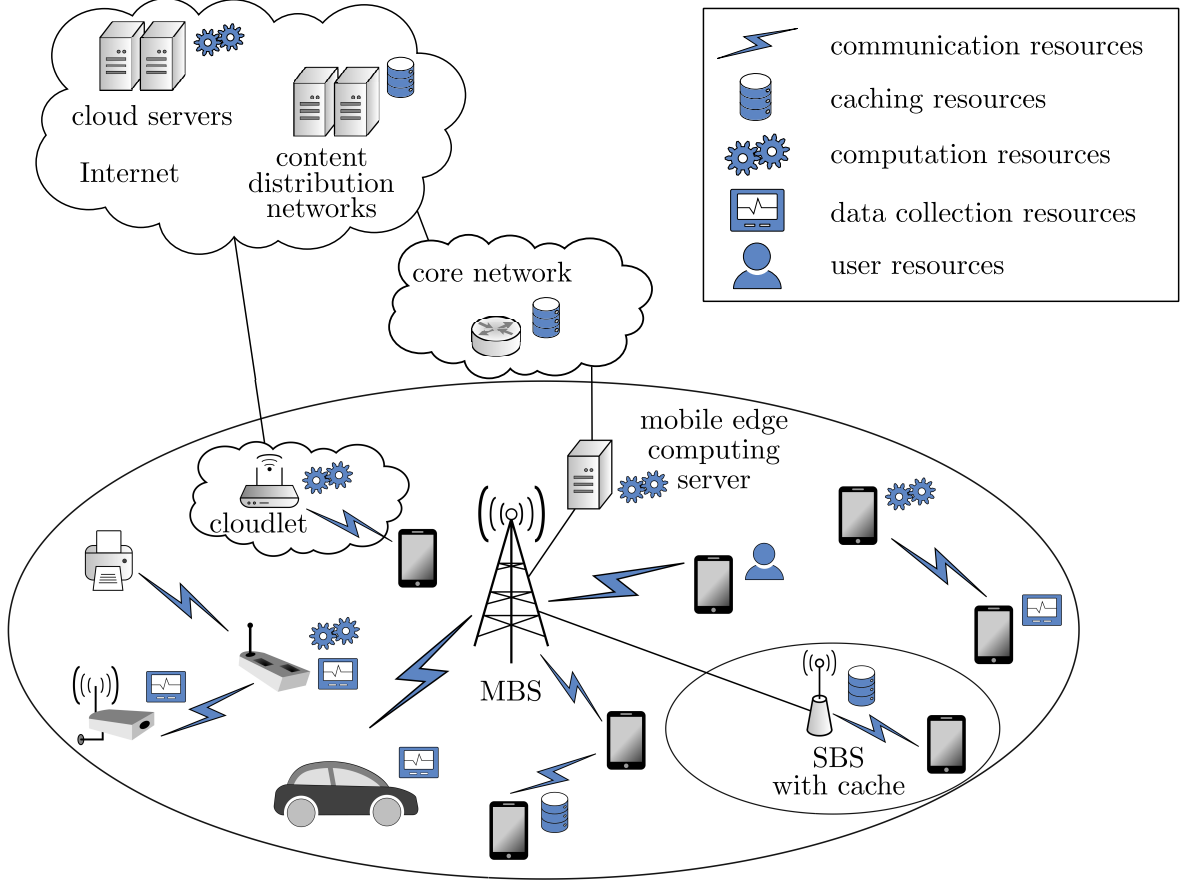 cloud servers
Internet
content
distribution
networks
communication resources
caching resources
computation resources
data collection resources
user resources
core network
mobile edge
computing
server
cloudlet
MBS
SBS
with cache